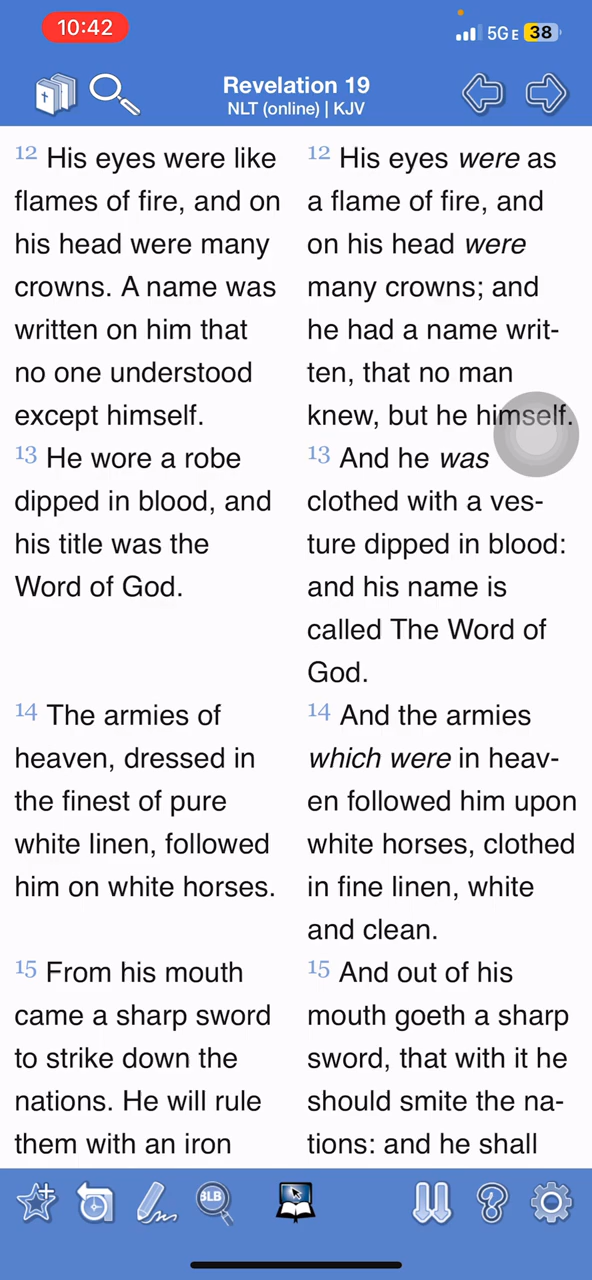 10:42
5GE 38
Revelation 19
NLT (online) | KJV
12 His eyes were like
flames of fire, and on
his head were many
crowns. A name was
written on him that
no one understood
except himself.
13 He wore a robe
dipped in blood, and
his title was the
Word of God.
14 The armies of
heaven, dressed in
the finest of pure
white linen, followed
him on white horses.
15 From his mouth
came a sharp sword
to strike down the
nations. He will rule
them with an iron
12 His eyes were as
a flame of fire, and
on his head were
many crowns; and
he had a name writ-
ten, that no man
knew, but he himself.
13 And he was
clothed with a ves-
ture dipped in blood:
and his name is
called The Word of
God.
14 And the armies
which were in heav-
en followed him upon
white horses, clothed
in fine linen, white
and clean.
15 And out of his
mouth goeth a sharp
sword, that with it he
should smite the na-
tions: and he shall
BLB